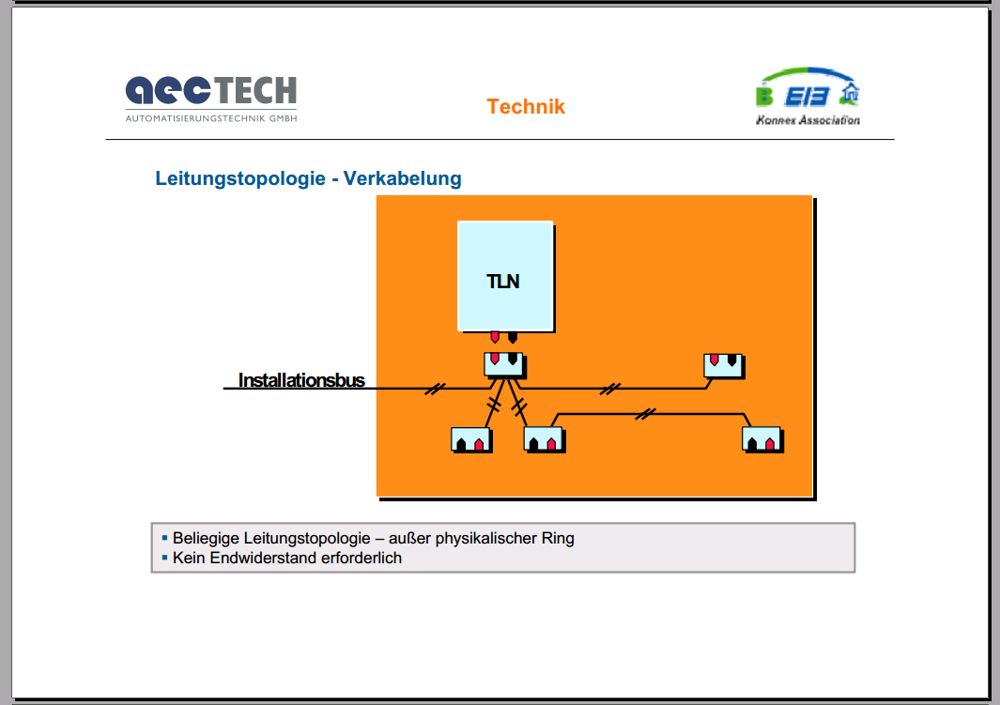 aecTECH
AUTOMATISIERUNGSTECHNIK GMBH
Technik
B EIB
Konnex Association
Leitungstopologie - Verkabelung
TLN
Installationsbus
Beliegige Leitungstopologie – außer physikalischer Ring
Kein Endwiderstand erforderlich